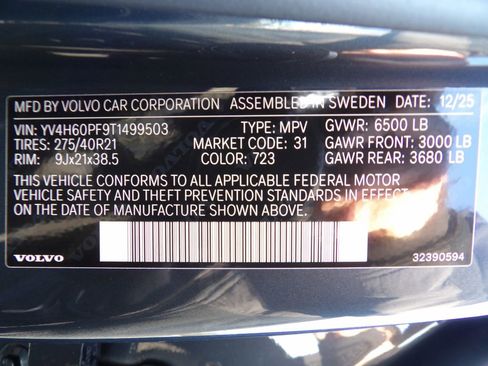 MFD BY VOLVO CAR CORPORATION ASSEMBLED IN SWEDEN DATE: 12/25
VIN: YV4H60PF9T1499503 TYPE: MPV GVWR: 6500 LB
TIRES: 275/40R21 MARKET CODE: 31 GAWR FRONT: 3000 LB
RIM: 9Jx21x38.5 COLOR: 723 GAWR REAR: 3680 LB
THIS VEHICLE CONFORMS TO ALL APPLICABLE FEDERAL MOTOR
VEHICLE SAFETY AND THEFT PREVENTION STANDARDS IN EFFECT
ON DATE OF MANUFACTURE SHOWN ABOVE.
VOLVO 32390594